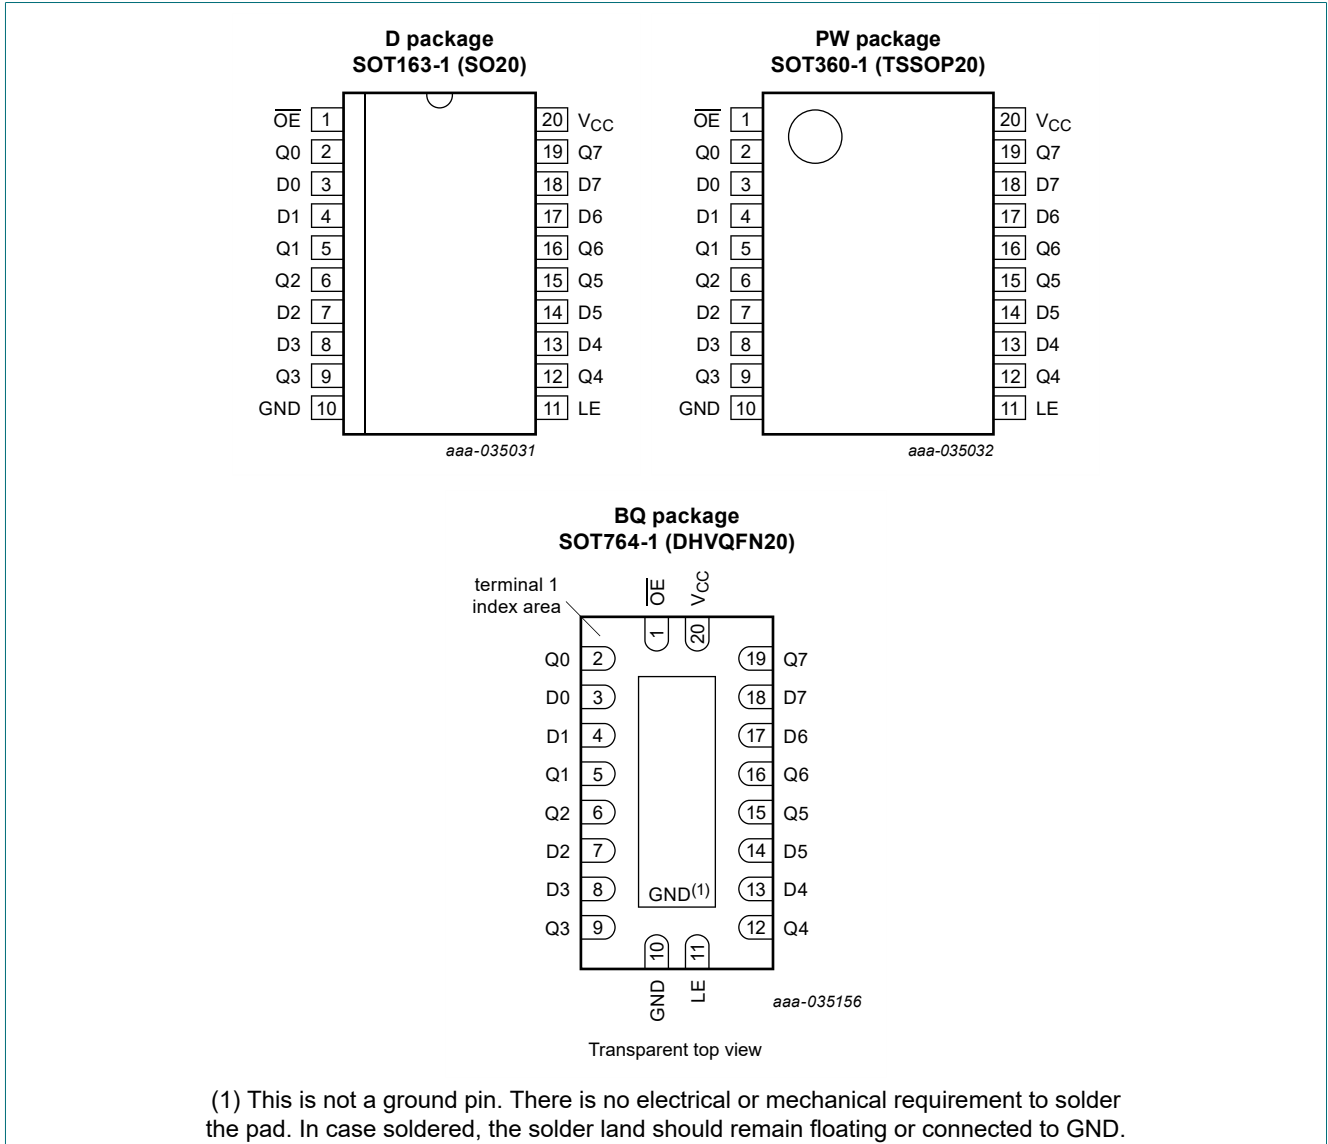 D package
SOT163-1 (SO20)
OE 1
Q0 2
D0 3
D1 4
Q1 5
Q2 6
D2 7
D3 8
Q3 9
GND 10
20 VCC
19 Q7
18 D7
17 D6
16 Q6
15 Q5
14 D5
13 D4
12 Q4
11 LE
aaa-035031
PW package
SOT360-1 (TSSOP20)
OE 1
Q0 2
D0 3
D1 4
Q1 5
Q2 6
D2 7
D3 8
Q3 9
GND 10
20 VCC
19 Q7
18 D7
17 D6
16 Q6
15 Q5
14 D5
13 D4
12 Q4
11 LE
aaa-035032
BQ package
SOT764-1 (DHVQFN20)
terminal 1
index area
OE 1
VCC 20
Q0 2
D0 3
D1 4
Q1 5
Q2 6
D2 7
D3 8
Q3 9
19 Q7
18 D7
17 D6
16 Q6
15 Q5
14 D5
13 D4
12 Q4
GND(1)
10 GND
11 LE
aaa-035156
Transparent top view
(1) This is not a ground pin. There is no electrical or mechanical requirement to solder
the pad. In case soldered, the solder land should remain floating or connected to GND.